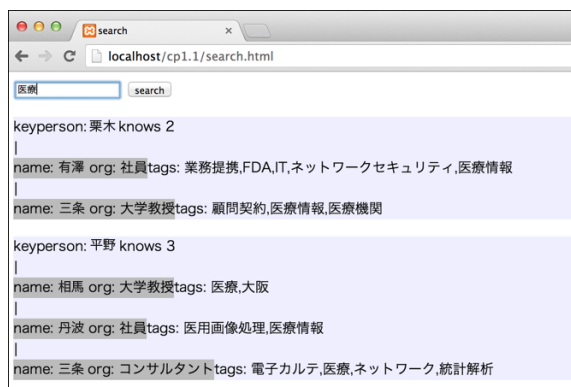 search
localhost/cp1.1/search.html
医療 search
keyperson: 栗木 knows 2
|
name: 有澤 org: 社員tags: 業務提携,FDA,IT,ネットワークセキュリティ,医療情報
|
name: 三条 org: 大学教授tags: 顧問契約,医療情報,医療機関
keyperson: 平野 knows 3
|
name: 相馬 org: 大学教授tags: 医療,大阪
|
name: 丹波 org: 社員tags: 医用画像処理,医療情報
|
name: 三条 org: コンサルタントtags: 電子カルテ,医療,ネットワーク,統計解析